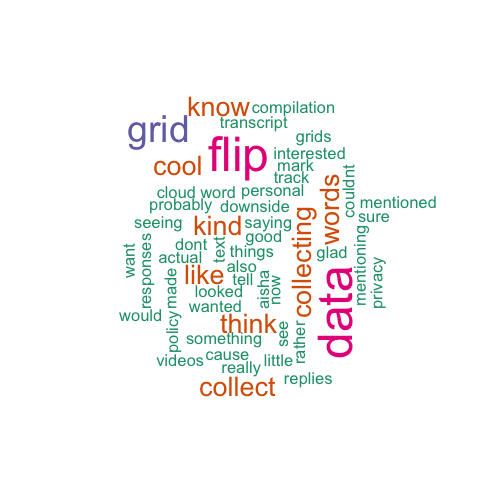 know
compilation
transcript
grid
flip
grids
interested
cool
mark
track
words
couldnt
cloud
word
personal
probably
downside
mentioned
sure
seeing
kind
saying
collecting
good
dont
text
things
glad
mentioning
want
responses
actual
also
like
tell
aisha
now
data
privacy
looked
made
wanted
would
policy
think
something
see
rather
cause
videos
really
little
collect
replies